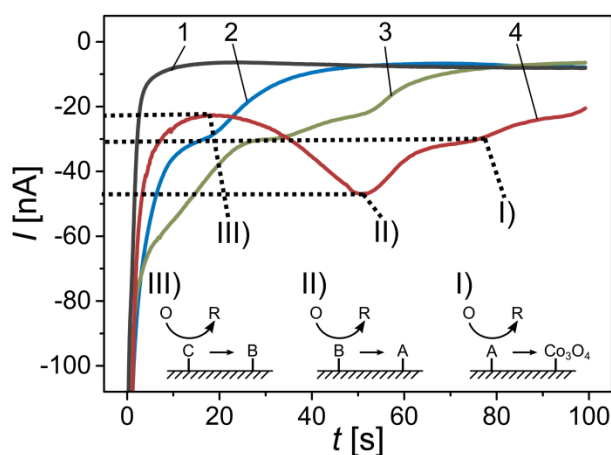 0
-20
-40
-60
-80
-100
I [nA]
1
2
3
4
I)
II)
III)
III)
O R
C → B
II)
O R
B → A
I)
O R
A → Co₃O₄
0 20 40 60 80 100
t [s]